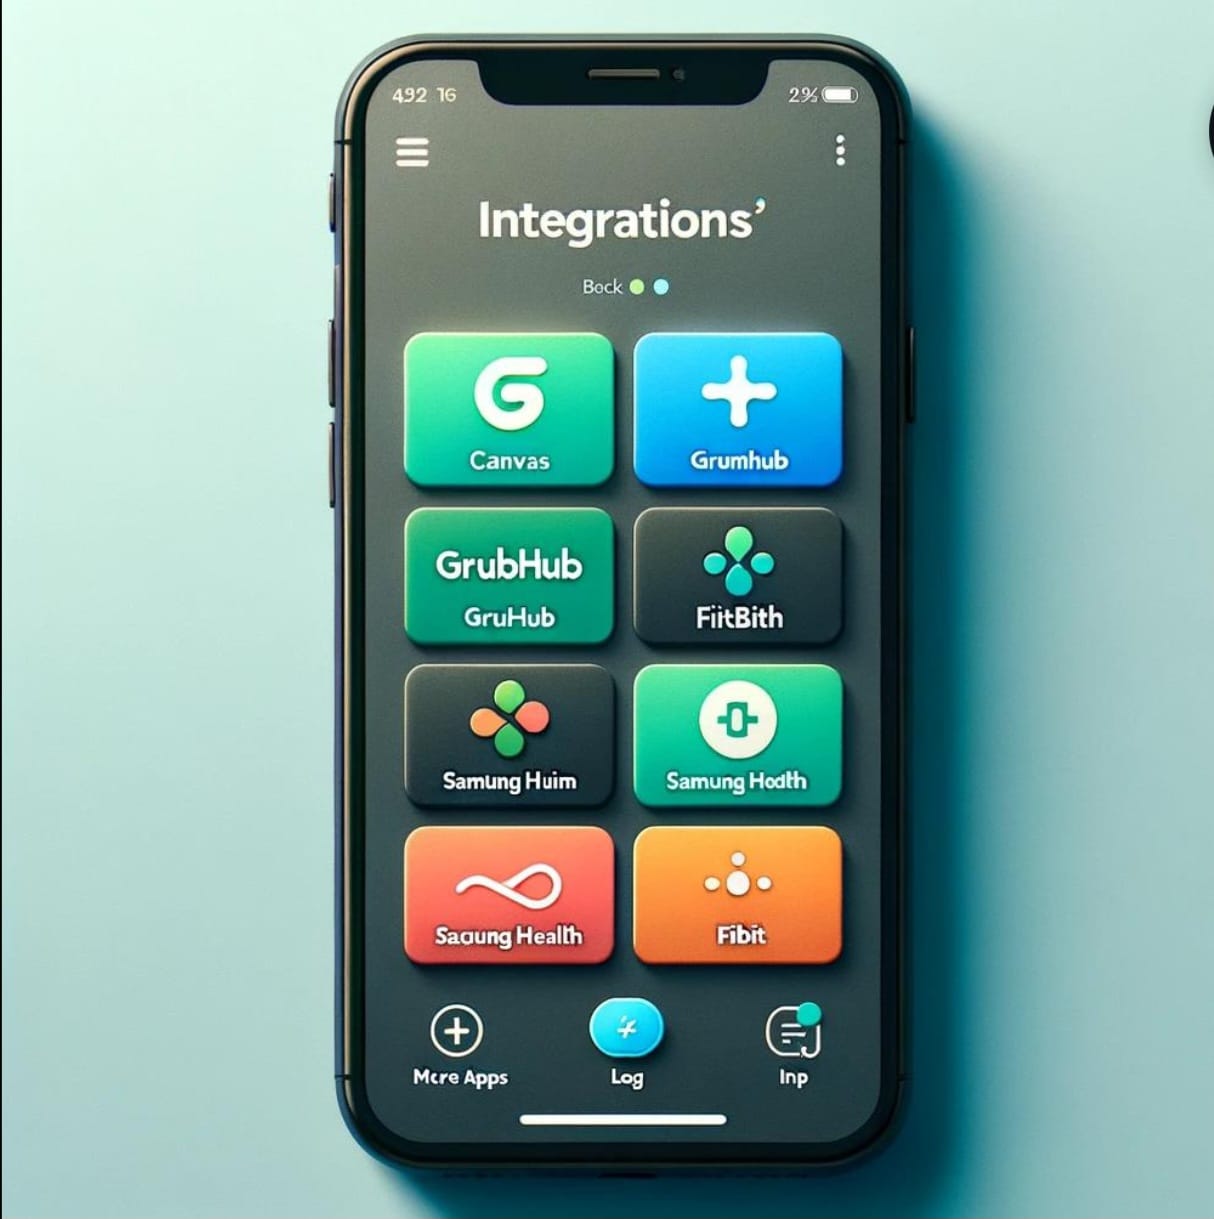 492 16
2%
Integrations’
Bock
G
Canvas
Grumhub
GrubHub
GruHub
FiitBith
Samung Huim
Samung Hodth
Saoung Health
Fibit
Mcre Apps
Log
Inp